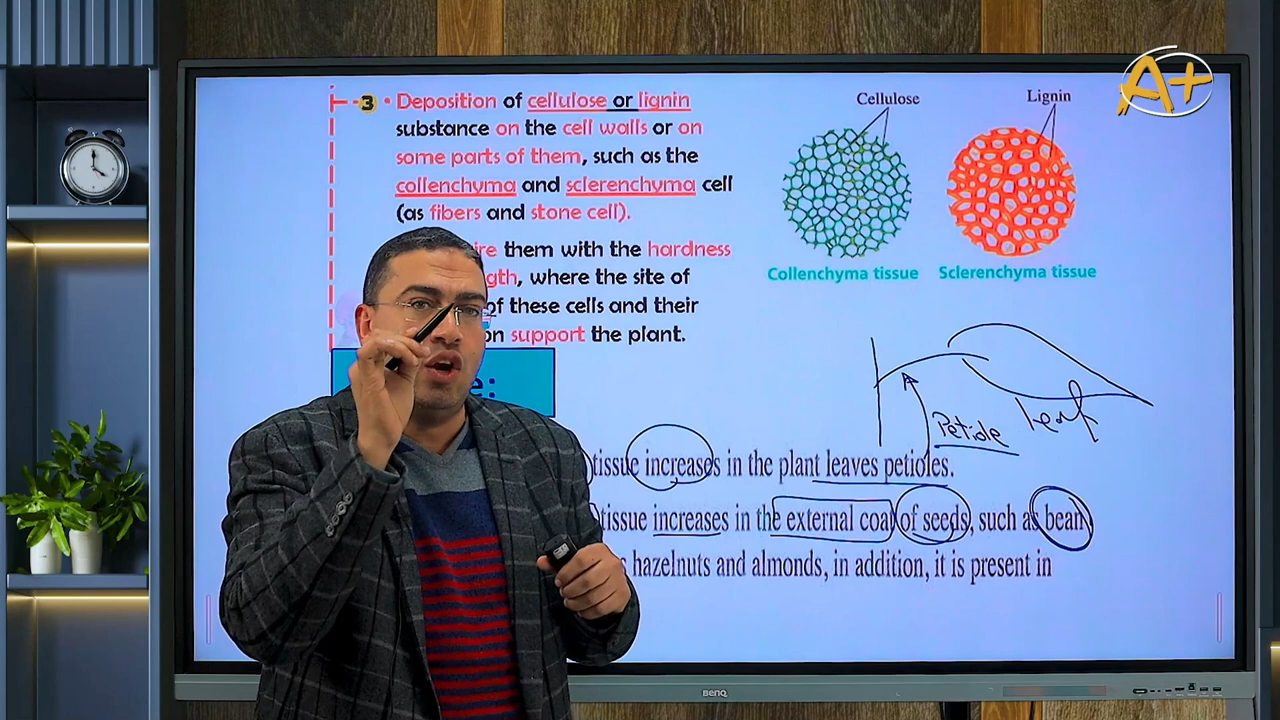 A+
3 • Deposition of cellulose or lignin
substance on the cell walls or on
some parts of them, such as the
collenchyma and sclerenchyma cell
(as fibers and stone cell).
them with the hardness
, where the site of
of these cells and their
support the plant.
Cellulose
Lignin
Collenchyma tissue
Sclerenchyma tissue
Petiole
leaf
tissue increases in the plant leaves petioles.
tissue increases in the external coat of seeds, such as bean,
hazelnuts and almonds, in addition, it is present in
BENQ